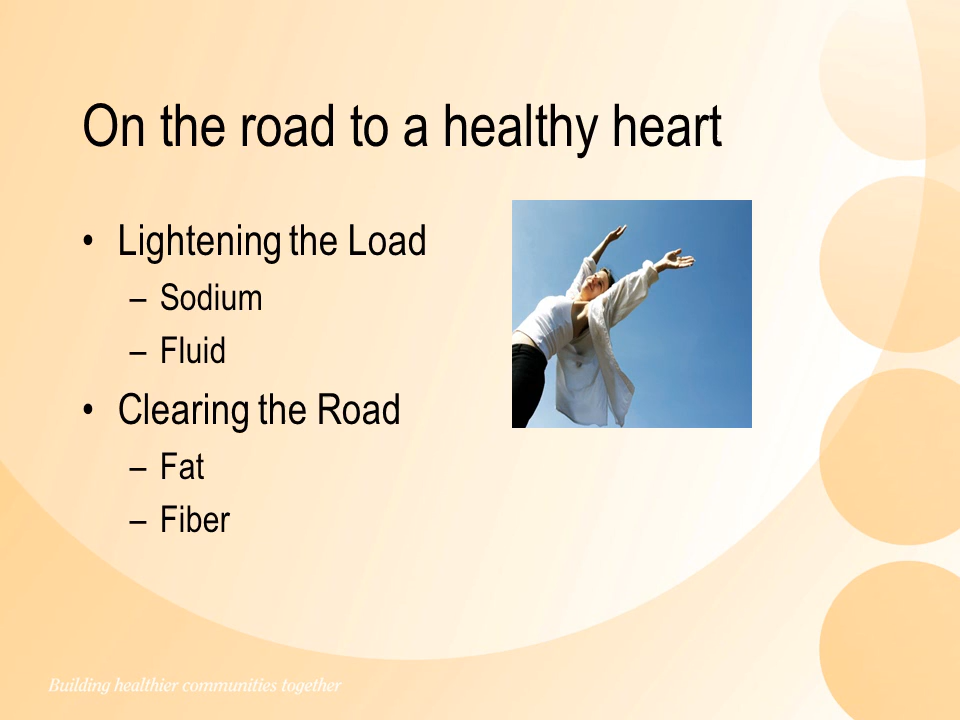 On the road to a healthy heart
• Lightening the Load
– Sodium
– Fluid
• Clearing the Road
– Fat
– Fiber
Building healthier communities together